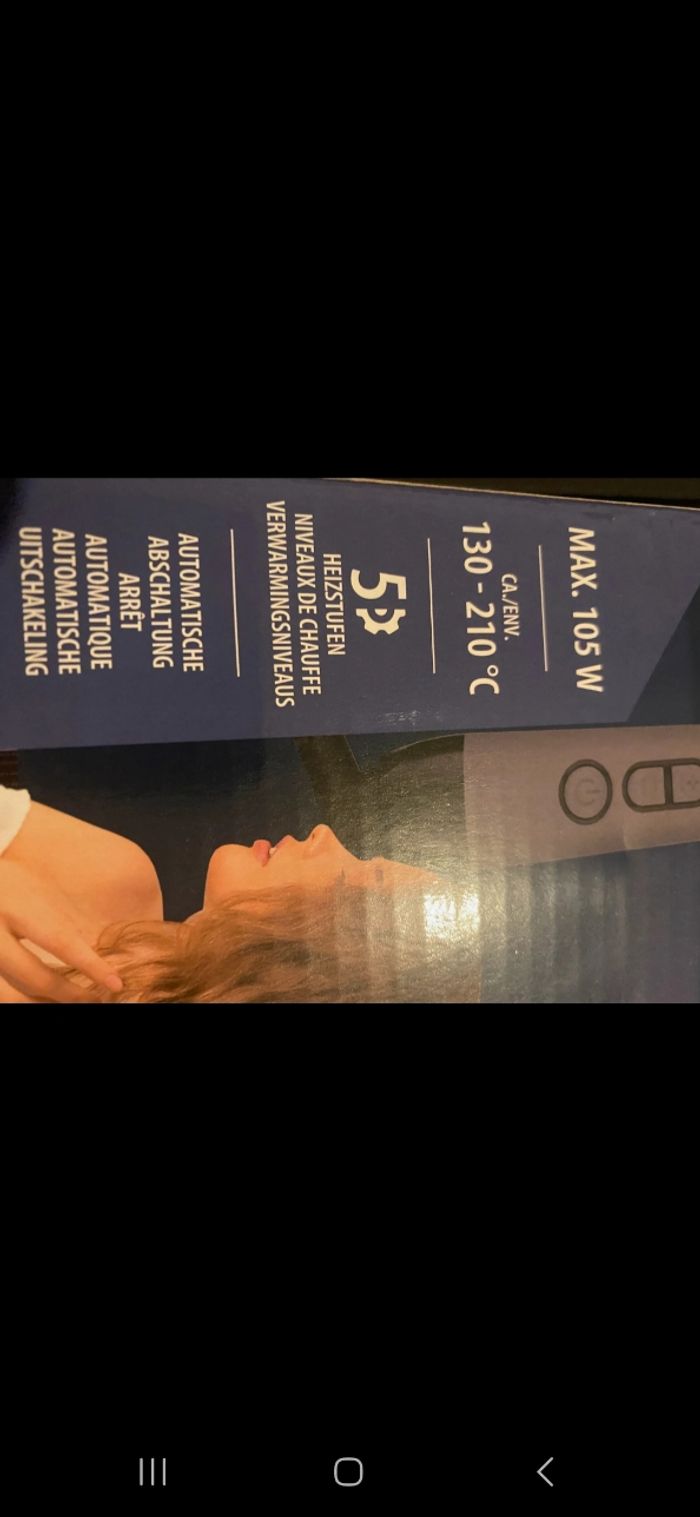 MAX. 105 W
CA./ENV.
130 - 210 °C
5
HEIZSTUFEN
NIVEAUX DE CHAUFFE
VERWARMINGSNIVEAUS
AUTOMATISCHE
ABSCHALTUNG
ARRÊT
AUTOMATIQUE
AUTOMATISCHE
UITSCHAKELING